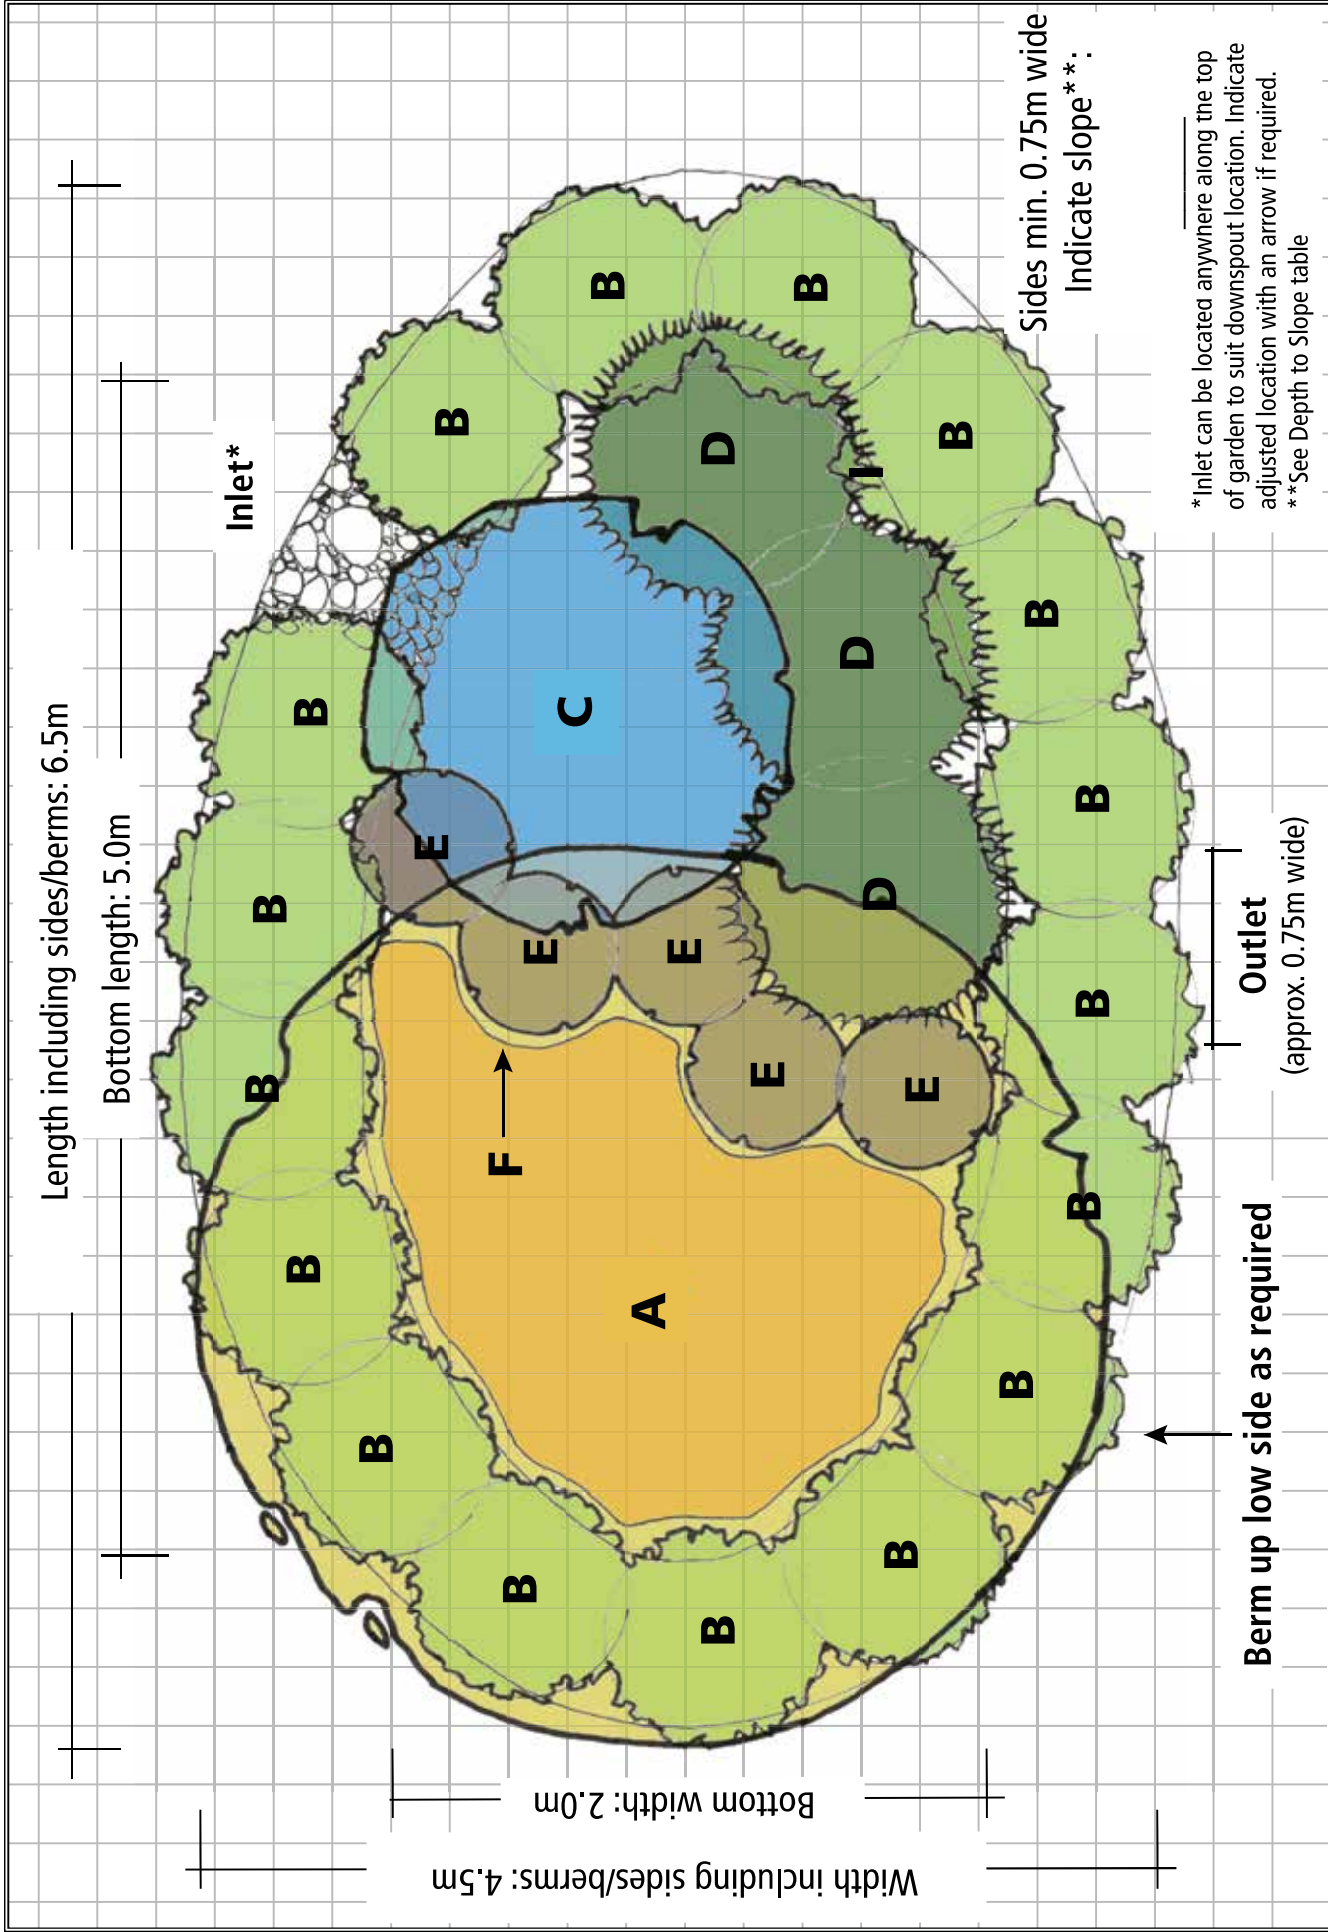 Length including sides/berms: 6.5m
Bottom length: 5.0m
Inlet*
Width including sides/berms: 4.5m
Bottom width: 2.0m
B
B
B
B
B
E
B
F
B
E
C
B
A
E
B
D
E
B
D
I
D
B
E
B
B
B
B
B
B
Sides min. 0.75m wide
Indicate slope**:
Berm up low side as required
Outlet
(approx. 0.75m wide)
*Inlet can be located anywhere along the top
of garden to suit downspout location. Indicate
adjusted location with an arrow if required.
**See Depth to Slope table